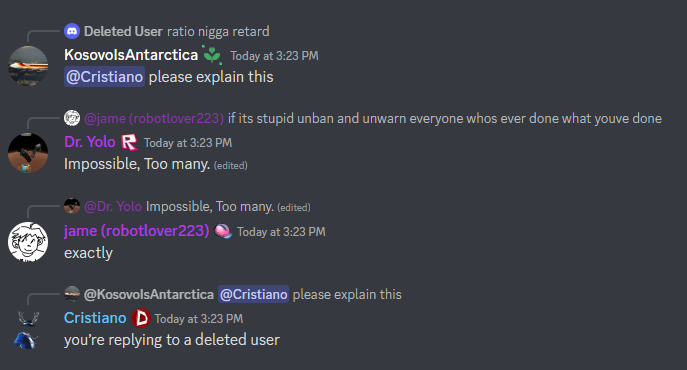 Deleted User ratio nigga retard
KosovoIsAntarctica Today at 3:23 PM
@Cristiano please explain this
@jame (robotlover223) if its stupid unban and unwarn everyone whos ever done what youve done
Dr. Yolo Today at 3:23 PM
Impossible, Too many. (edited)
@Dr. Yolo Impossible, Too many. (edited)
jame (robotlover223) Today at 3:23 PM
exactly
@KosovoIsAntarctica @Cristiano please explain this
Cristiano Today at 3:23 PM
you're replying to a deleted user